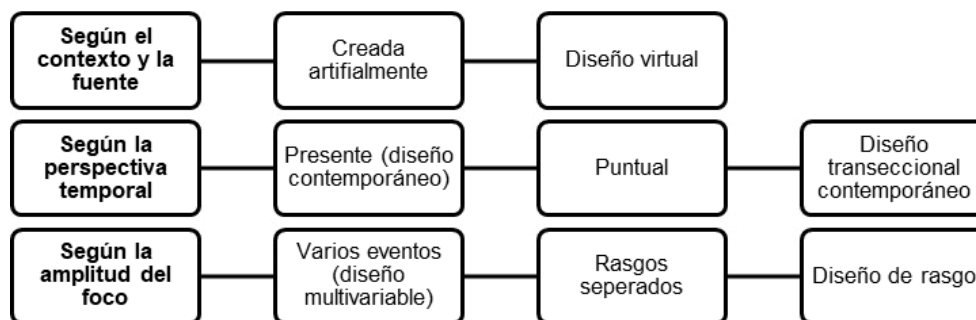 Según el
contexto y la
fuente
Creada
artifialmente
Diseño virtual
Según la
perspectiva
temporal
Presente (diseño
contemporáneo)
Puntual
Diseño
transeccional
contemporáneo
Según la
amplitud del
foco
Varios eventos
(diseño
multivariable)
Rasgos
seperados
Diseño de rasgo